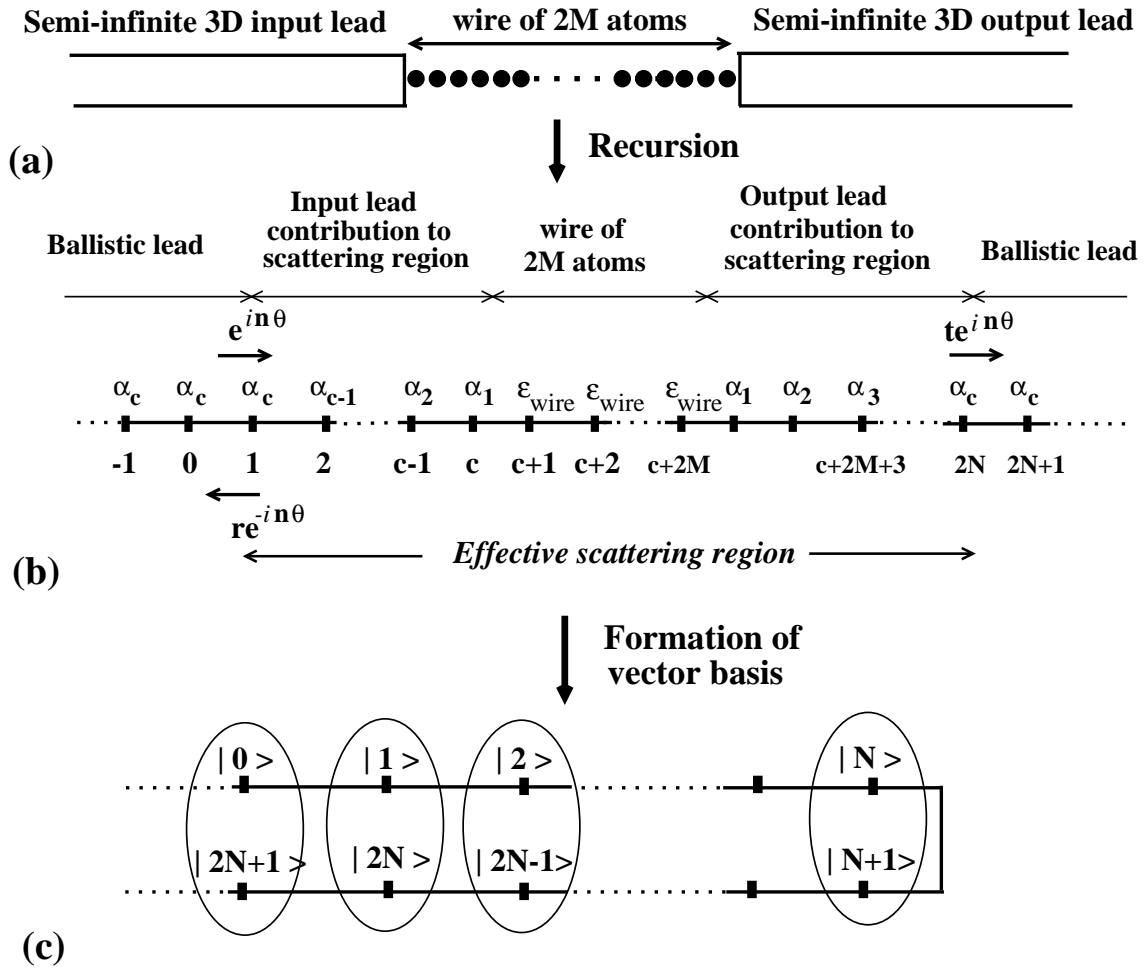 Semi-infinite 3D input lead
wire of 2M atoms
Semi-infinite 3D output lead
(a)
Recursion
Ballistic lead
Input lead
contribution to
scattering region
wire of
2M atoms
Output lead
contribution to
scattering region
Ballistic lead
e^{inθ}
te^{inθ}
α_c α_c α_c α_{c-1} α_2 α_1 ε_wire ε_wire ε_wire α_1 α_2 α_3 α_c α_c
-1 0 1 2 c-1 c c+1 c+2 c+2M c+2M+3 2N 2N+1
re^{-inθ}
Effective scattering region
(b)
Formation of
vector basis
| 0 > | 1 > | 2 > | N >
| 2N+1 > | 2N > | 2N-1> | N+1>
(c)